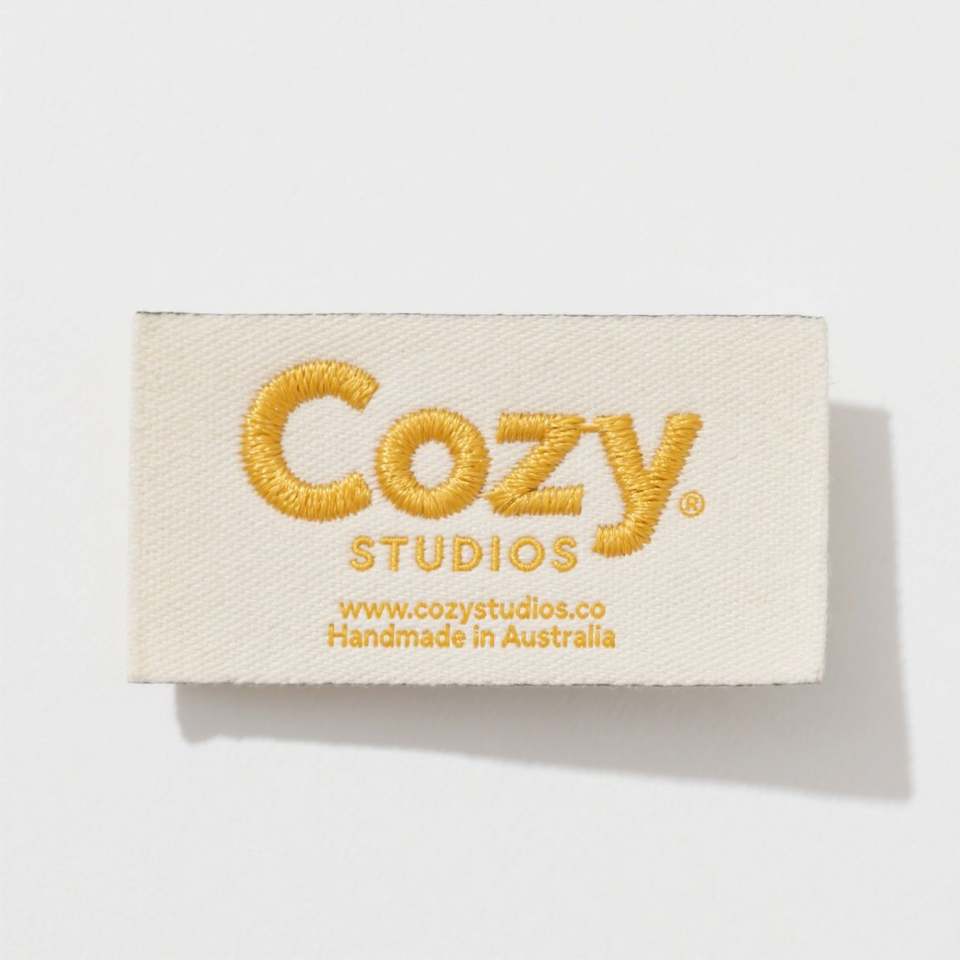 Cozy®
STUDIOS
www.cozystudios.co
Handmade in Australia